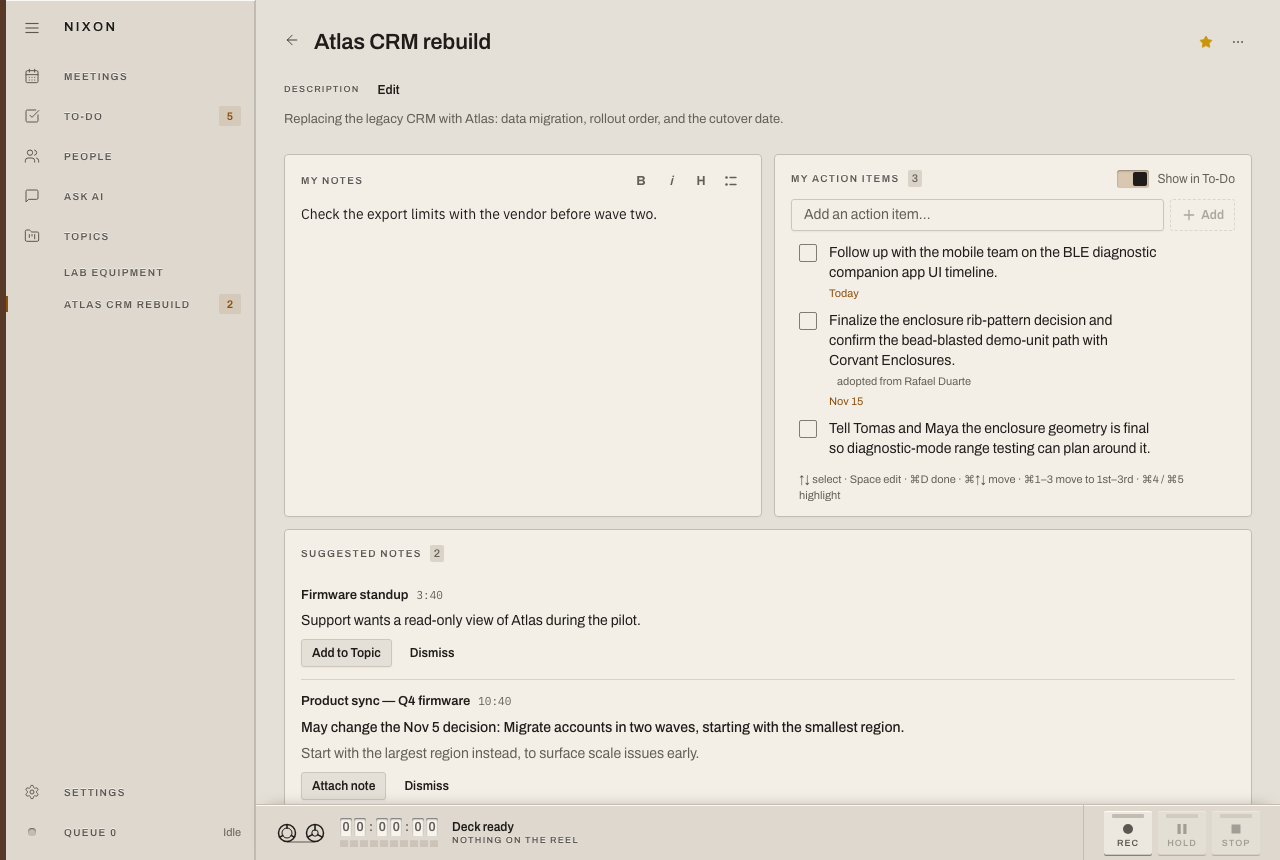 NIXON
MEETINGS
TO-DO 5
PEOPLE
ASK AI
TOPICS
LAB EQUIPMENT
ATLAS CRM REBUILD 2
SETTINGS
QUEUE 0 Idle
Atlas CRM rebuild
DESCRIPTION Edit
Replacing the legacy CRM with Atlas: data migration, rollout order, and the cutover date.
MY NOTES B i H
Check the export limits with the vendor before wave two.
MY ACTION ITEMS 3 Show in To-Do
Add an action item... + Add
Follow up with the mobile team on the BLE diagnostic
companion app UI timeline.
Today
Finalize the enclosure rib-pattern decision and
confirm the bead-blasted demo-unit path with
Corvant Enclosures.
adopted from Rafael Duarte
Nov 15
Tell Tomas and Maya the enclosure geometry is final
so diagnostic-mode range testing can plan around it.
↑↓ select · Space edit · ⌘D done · ⌘↑↓ move · ⌘1–3 move to 1st–3rd · ⌘4 / ⌘5
highlight
SUGGESTED NOTES 2
Firmware standup 3:40
Support wants a read-only view of Atlas during the pilot.
Add to Topic Dismiss
Product sync — Q4 firmware 10:40
May change the Nov 5 decision: Migrate accounts in two waves, starting with the smallest region.
Start with the largest region instead, to surface scale issues early.
Attach note Dismiss
00:00:00
Deck ready
NOTHING ON THE REEL
REC HOLD STOP